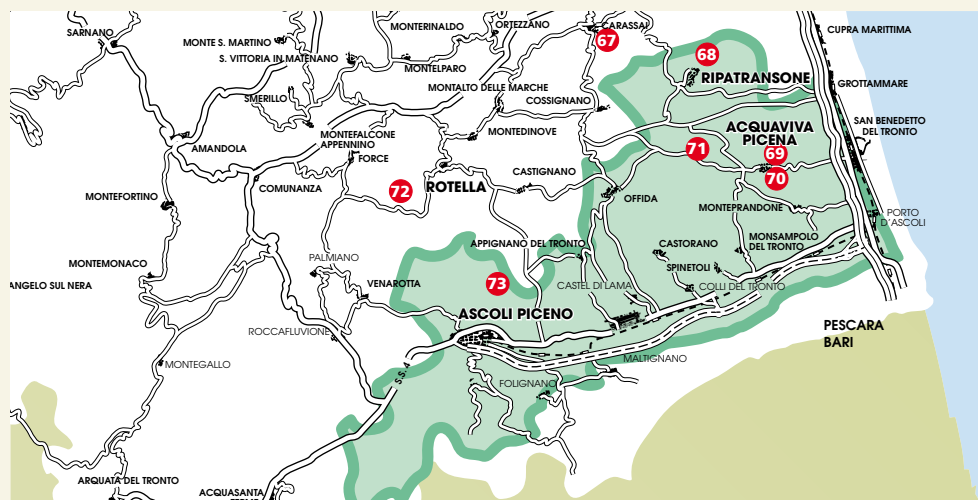 SARNANO
MONTE S. MARTINO
S. VITTORIA IN MATENANO
MONTERINALDO
ORTEZZANO
CARASSAI
67
68
RIPATRANSONE
CUPRA MARITTIMA
GROTTAMMARE
MONTELPARO
SMERILLO
MONTALTO DELLE MARCHE
COSSIGNANO
SAN BENEDETTO
DEL TRONTO
ACQUAVIVA
PICENA
69
70
71
AMANDOLA
MONTEFALCONE
APPENNINO
FORCE
MONTEDINOVE
COMUNANZA
72
ROTELLA
CASTIGNANO
OFFIDA
MONTEFORTINO
MONTEPRANDONE
PORTO
D'ASCOLI
APPIGNANO DEL TRONTO
CASTORANO
MONSAMPOLO
DEL TRONTO
SPINETOLI
PALMIANO
MONTEMONACO
ANGELO SUL NERA
VENAROTTA
73
CASTEL DI LAMA
COLLI DEL TRONTO
ASCOLI PICENO
ROCCAFLUVIONE
PESCARA
BARI
MONTEGALLO
S.S. 4
MALTIGNANO
FOLIGNANO
ARQUATA DEL TRONTO
ACQUASANTA